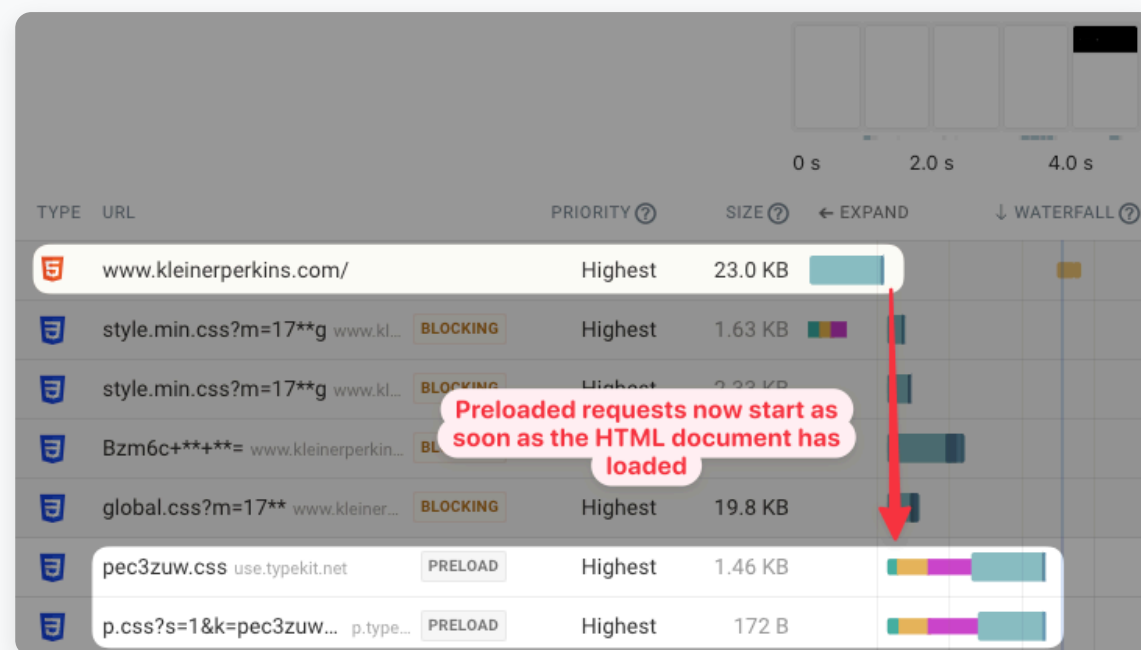 0 s 2.0 s 4.0 s
TYPE URL PRIORITY ? SIZE ? ← EXPAND ↓ WATERFALL ?
5 www.kleinerperkins.com/ Highest 23.0 KB
style.min.css?m=17**g www.kl... BLOCKING Highest 1.63 KB
style.min.css?m=17**g www.kl... BLOCKING Highest 2.33 KB
Preloaded requests now start as
soon as the HTML document has
loaded
Bzm6c+**+**= www.kleinerperkin... BL
global.css?m=17** www.kleiner... BLOCKING Highest 19.8 KB
pec3zuw.css use.typekit.net PRELOAD Highest 1.46 KB
p.css?s=1&k=pec3zuw... p.type... PRELOAD Highest 172 B